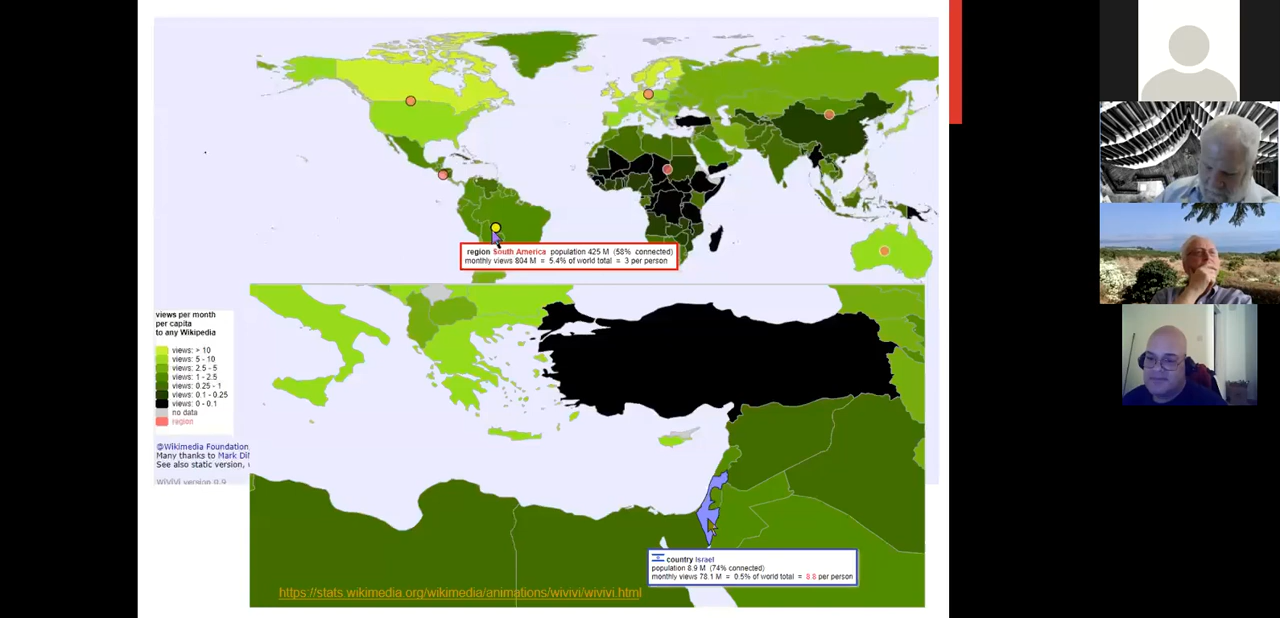 region South America population 425 M (58% connected)
monthly views 804 M = 5.4% of world total = 3 per person
views per month
per capita
to any Wikipedia
views: > 10
views: 5 - 10
views: 2.5 - 5
views: 1 - 2.5
views: 0.25 - 1
views: 0.1 - 0.25
views: 0 - 0.1
no data
region
@Wikimedia Foundation
Many thanks to Mark
See also static version,
WiViVi version 0.9
country Israel
population 8.9 M (74% connected)
monthly views 78.1 M = 0.5% of world total = 8.8 per person
https://stats.wikimedia.org/wikimedia/animations/wivivi/wivivi.html